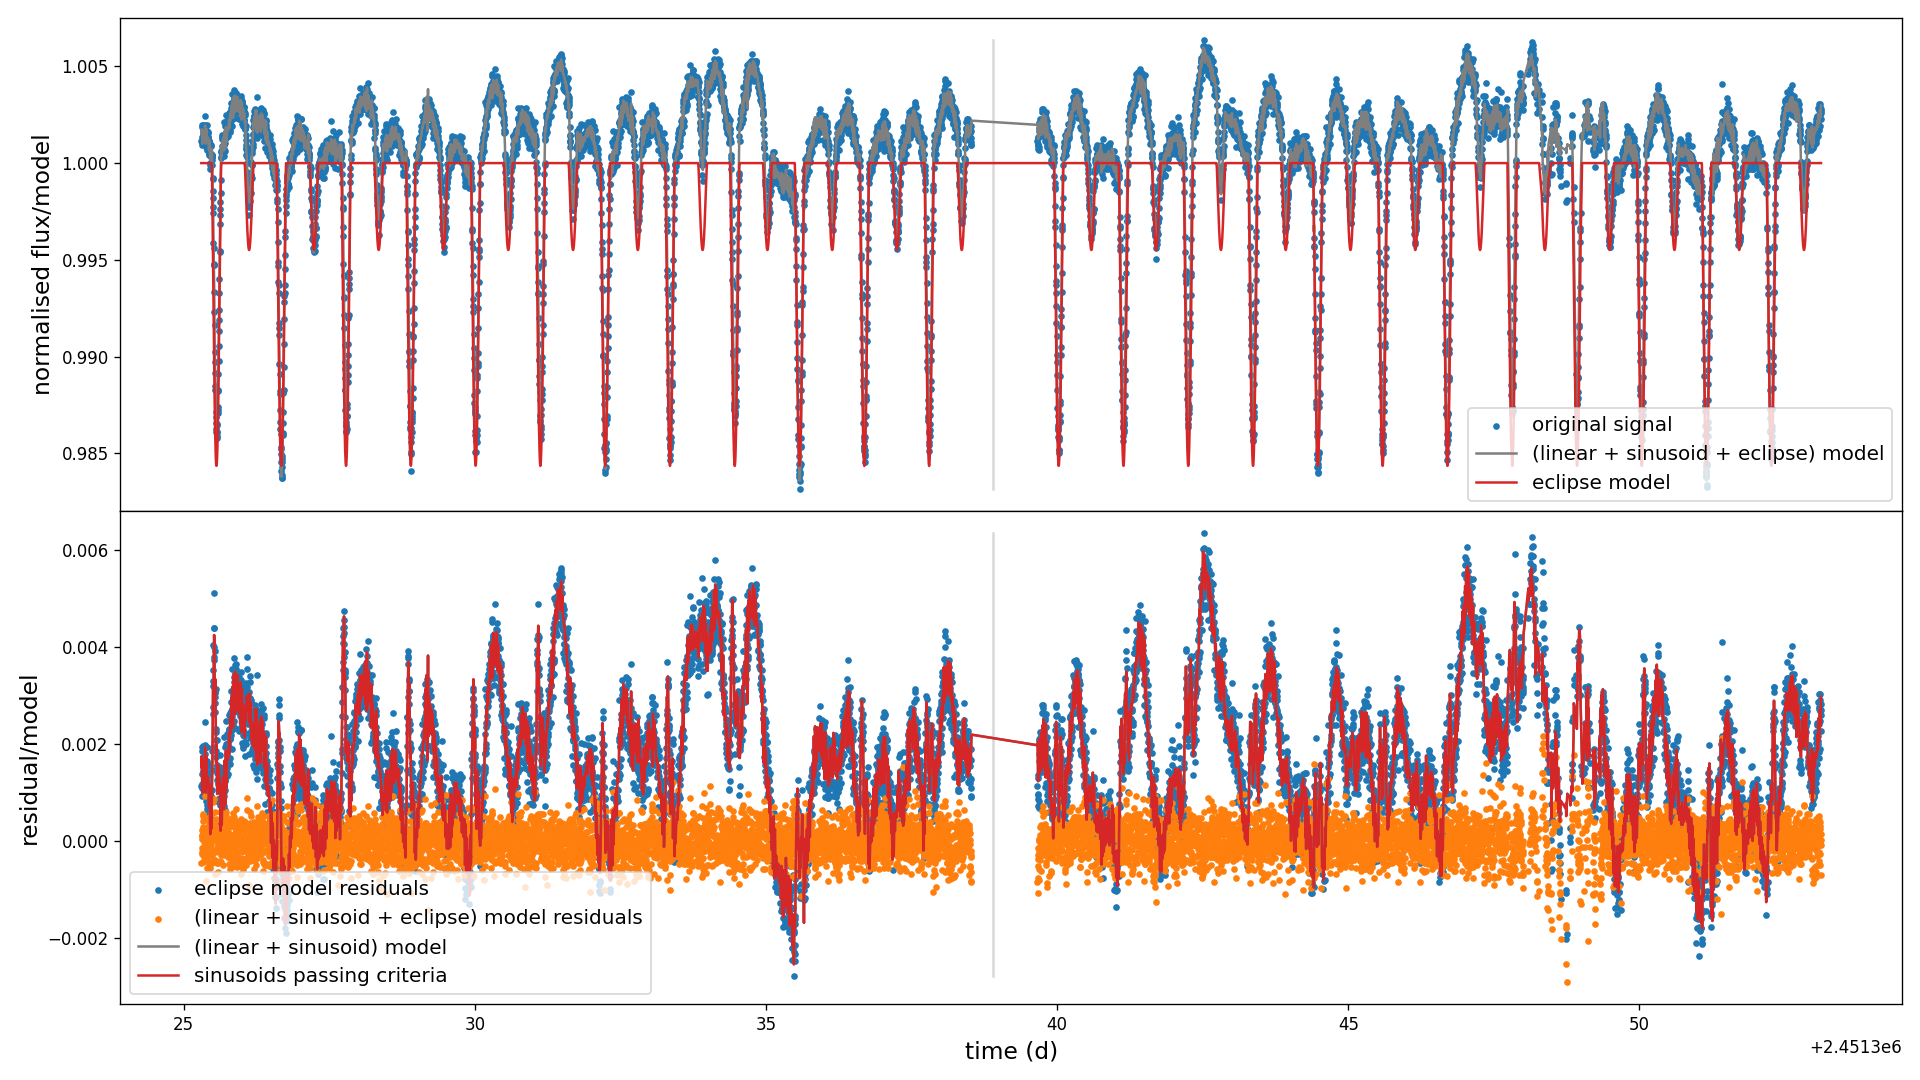 normalised flux/model
1.005
1.000
0.995
0.990
0.985
original signal
(linear + sinusoid + eclipse) model
eclipse model
residual/model
0.006
0.004
0.002
0.000
−0.002
eclipse model residuals
(linear + sinusoid + eclipse) model residuals
(linear + sinusoid) model
sinusoids passing criteria
25 30 35 40 45 50
time (d)
+2.4513e6